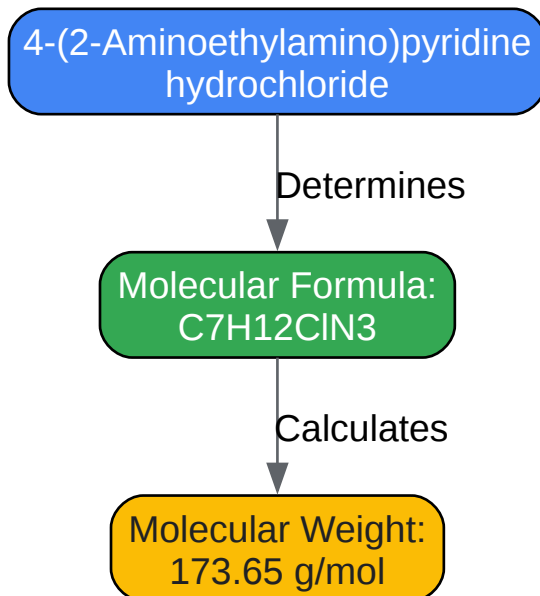 4-(2-Aminoethylamino)pyridine
hydrochloride
Determines
Molecular Formula:
C7H12ClN3
Calculates
Molecular Weight:
173.65 g/mol